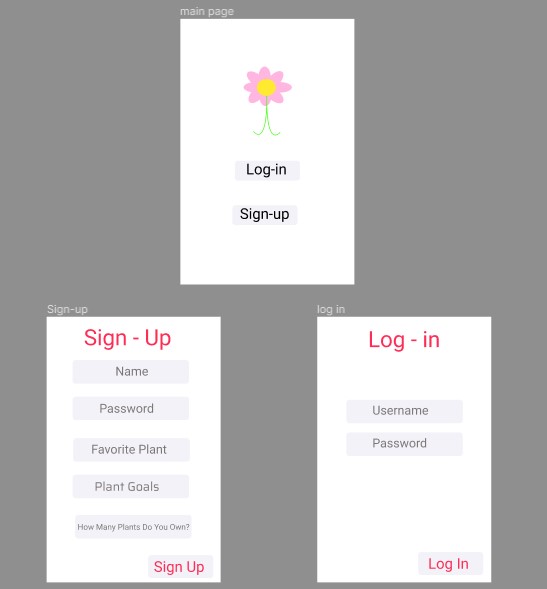 main page
Log-in
Sign-up
Sign-up
Sign - Up
Name
Password
Favorite Plant
Plant Goals
How Many Plants Do You Own?
Sign Up
log in
Log - in
Username
Password
Log In